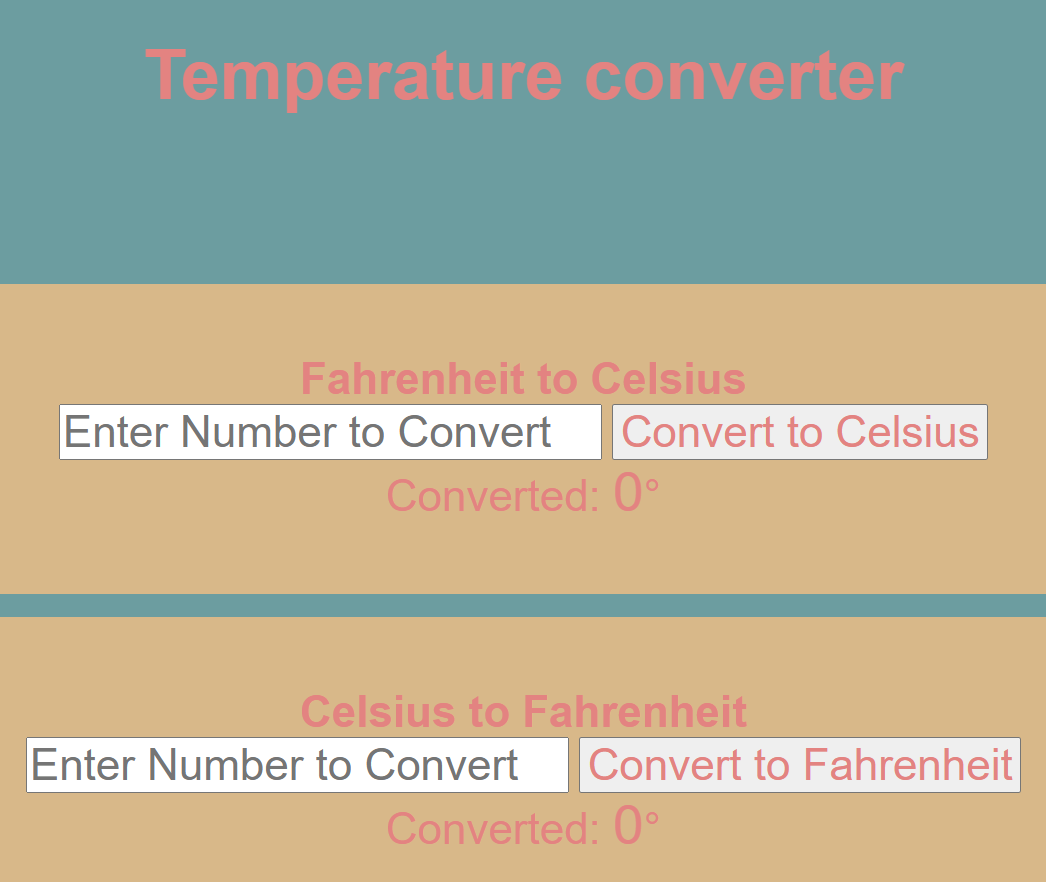 Temperature converter
Fahrenheit to Celsius
Enter Number to Convert Convert to Celsius
Converted: 0°
Celsius to Fahrenheit
Enter Number to Convert Convert to Fahrenheit
Converted: 0°